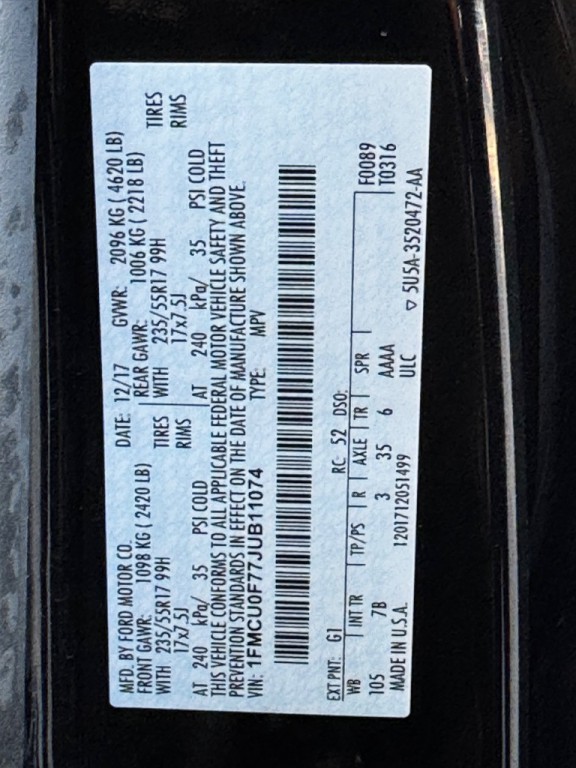 MFD. BY FORD MOTOR CO. DATE: 12/17 GVWR: 2096 KG ( 4620 LB)
FRONT GAWR: 1098 KG ( 2420 LB) REAR GAWR: 1006 KG ( 2218 LB)
WITH 235/55R17 99H TIRES WITH 235/55R17 99H TIRES
17x7.5J RIMS 17x7.5J RIMS
AT 240 kPa/ 35 PSI COLD AT 240 kPa/ 35 PSI COLD
THIS VEHICLE CONFORMS TO ALL APPLICABLE FEDERAL MOTOR VEHICLE SAFETY AND THEFT
PREVENTION STANDARDS IN EFFECT ON THE DATE OF MANUFACTURE SHOWN ABOVE.
VIN: 1FMCU0F77JUB11074 TYPE: MPV
EXT PNT: G1 RC: 52 DSO: F0089
WB INT TR TP/PS R AXLE TR SPR T0316
105 7B 3 35 6 AAAA
MADE IN U.S.A. 1201712051499 ULC ▽ 5U5A-3520472-AA